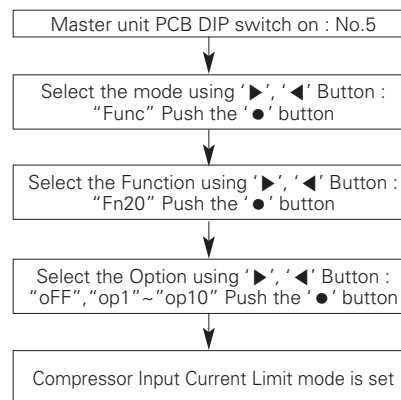 Master unit PCB DIP switch on : No.5
Select the mode using ‘▶’, ‘◀’ Button :
“Func” Push the ‘●’ button
Select the Function using ‘▶’, ‘◀’ Button :
“Fn20” Push the ‘●’ button
Select the Option using ‘▶’, ‘◀’ Button :
“oFF”,“op1”~”op10” Push the ‘●’ button
Compressor Input Current Limit mode is set